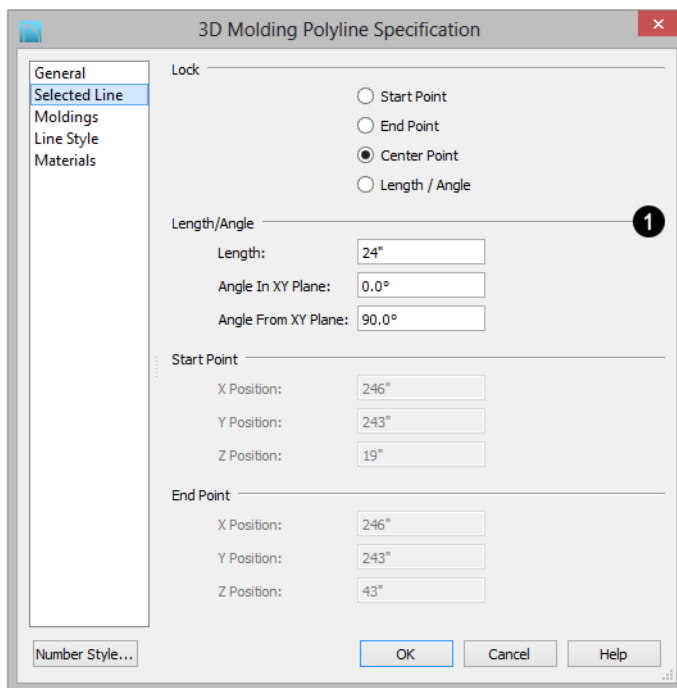 3D Molding Polyline Specification
×
General
Selected Line
Moldings
Line Style
Materials
Lock
Start Point
End Point
Center Point
Length / Angle
Length/Angle
1
Length: 24"
Angle In XY Plane: 0.0°
Angle From XY Plane: 90.0°
Start Point
X Position: 246"
Y Position: 243"
Z Position: 19"
End Point
X Position: 246"
Y Position: 243"
Z Position: 43"
Number Style... OK Cancel Help